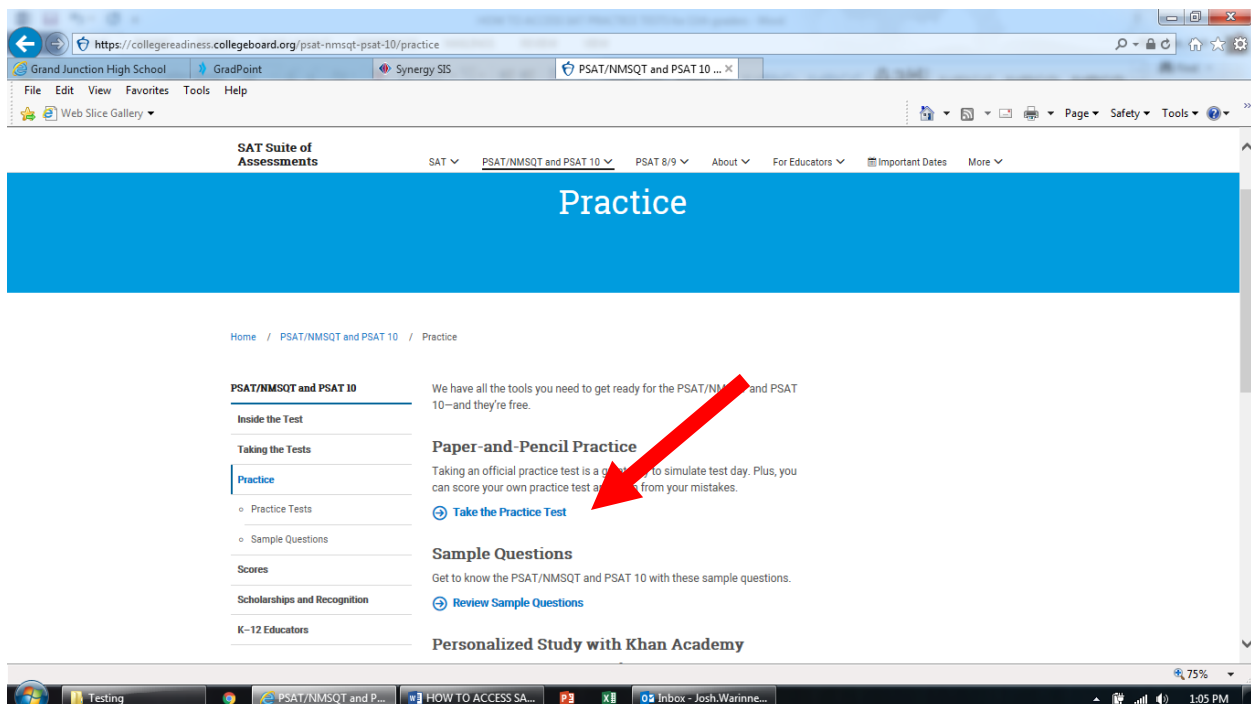 https://collegereadiness.collegeboard.org/psat-nmsqt-psat-10/practice
Grand Junction High School GradPoint Synergy SIS PSAT/NMSQT and PSAT 10 ... ×
File Edit View Favorites Tools Help
Web Slice Gallery Page Safety Tools
SAT Suite of
Assessments
SAT PSAT/NMSQT and PSAT 10 PSAT 8/9 About For Educators Important Dates More
Practice
Home / PSAT/NMSQT and PSAT 10 / Practice
PSAT/NMSQT and PSAT 10
Inside the Test
Taking the Tests
Practice
Practice Tests
Sample Questions
Scores
Scholarships and Recognition
K–12 Educators
We have all the tools you need to get ready for the PSAT/NM and PSAT
10—and they're free.
Paper-and-Pencil Practice
Taking an official practice test is a to simulate test day. Plus, you
can score your own practice test from your mistakes.
Take the Practice Test
Sample Questions
Get to know the PSAT/NMSQT and PSAT 10 with these sample questions.
Review Sample Questions
Personalized Study with Khan Academy
75%
Testing PSAT/NMSQT and P... HOW TO ACCESS SA... Inbox - Josh.Warinne... 1:05 PM